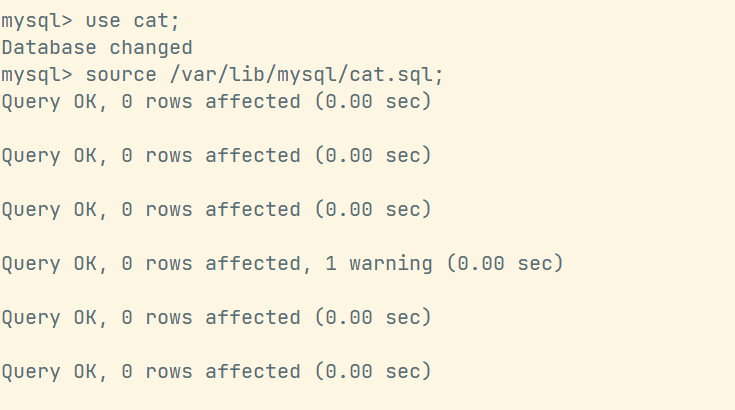 mysql> use cat;
Database changed
mysql> source /var/lib/mysql/cat.sql;
Query OK, 0 rows affected (0.00 sec)
Query OK, 0 rows affected (0.00 sec)
Query OK, 0 rows affected (0.00 sec)
Query OK, 0 rows affected, 1 warning (0.00 sec)
Query OK, 0 rows affected (0.00 sec)
Query OK, 0 rows affected (0.00 sec)